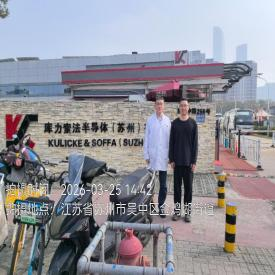 库力索法半导体（苏州）
KULICKE & SOFFA (SUZH
拍摄时间：2026-03-25 14:42
拍摄地点：江苏省苏州市吴中区金鸡湖街道